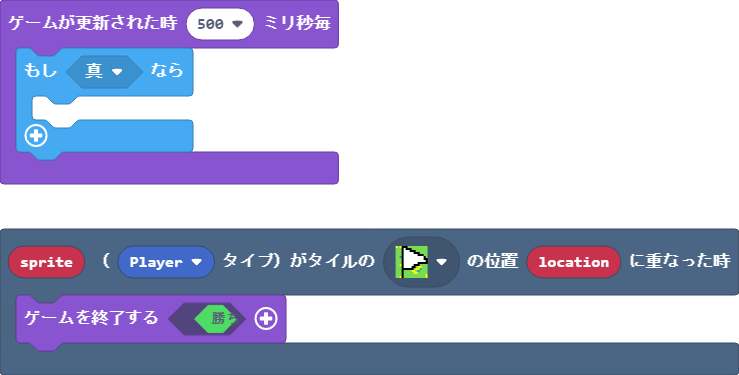 ゲームが更新された時 500 ミリ秒毎
もし 真 なら
sprite ( Player タイプ) がタイルの の位置 location に重なった時
ゲームを終了する 勝ち